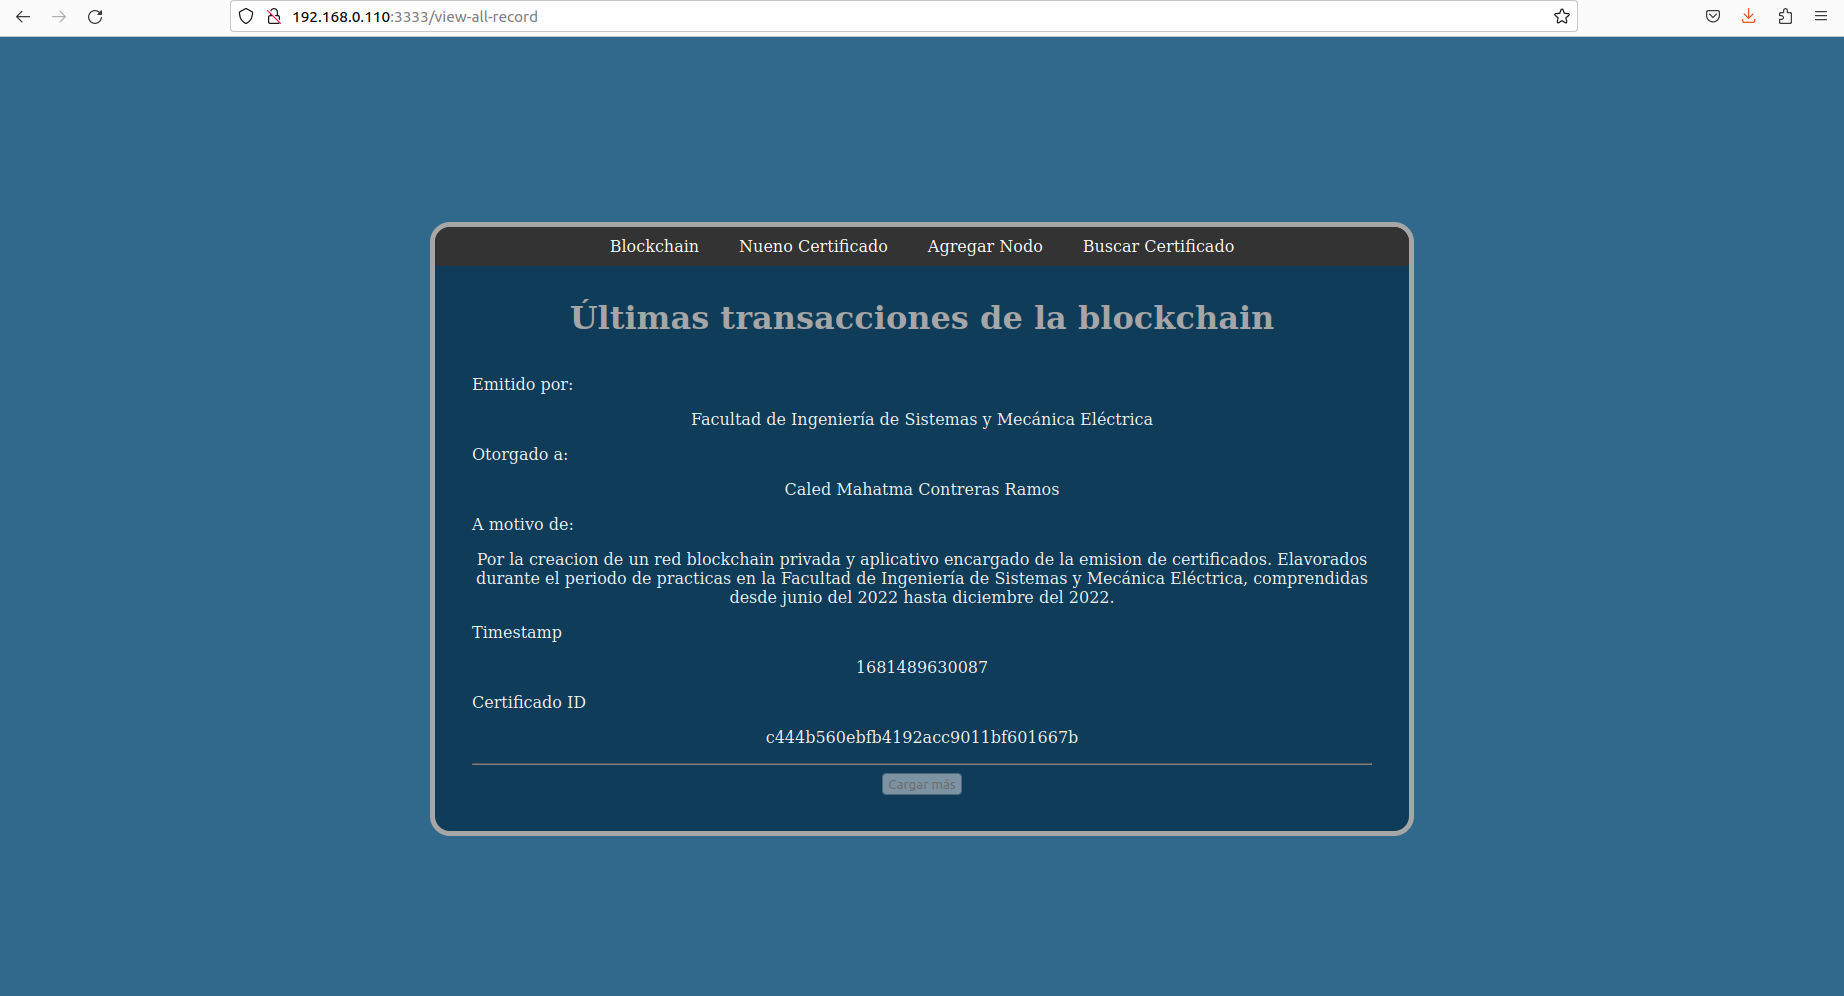 192.168.0.110:3333/view-all-record
Blockchain Nueno Certificado Agregar Nodo Buscar Certificado
Últimas transacciones de la blockchain
Emitido por:
Facultad de Ingeniería de Sistemas y Mecánica Eléctrica
Otorgado a:
Caled Mahatma Contreras Ramos
A motivo de:
Por la creacion de un red blockchain privada y aplicativo encargado de la emision de certificados. Elavorados
durante el periodo de practicas en la Facultad de Ingeniería de Sistemas y Mecánica Eléctrica, comprendidas
desde junio del 2022 hasta diciembre del 2022.
Timestamp
1681489630087
Certificado ID
c444b560ebfb4192acc9011bf601667b
Cargar más